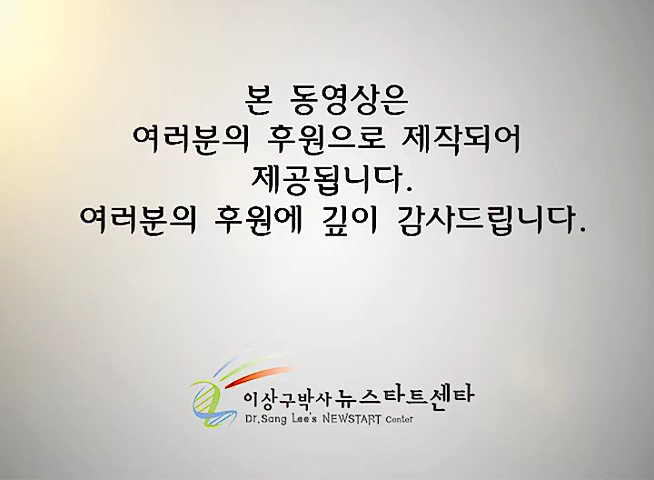 본 동영상은
여러분의 후원으로 제작되어
제공됩니다.
여러분의 후원에 깊이 감사드립니다.
이상구박사 뉴스타트센타
Dr.Sang Lee's NEWSTART Center